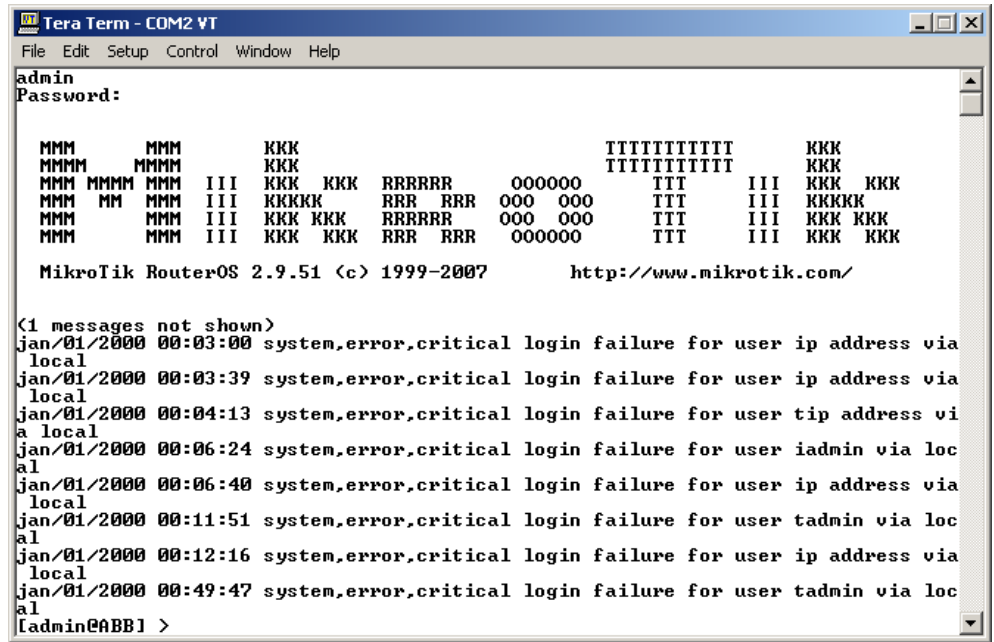 Tera Term - COM2 VT
File Edit Setup Control Window Help
admin
Password:
  MMM         MMM       KKK                          TTTTTTTTTTT      KKK
  MMMM       MMMM       KKK                          TTTTTTTTTTT      KKK
  MMM MMMM MMM  III  KKK  KKK  RRRRRR     OOOOOO      TTT     III  KKK  KKK
  MMM  MM  MMM  III  KKKKK     RRR  RRR  OOO  OOO     TTT     III  KKKKK
  MMM      MMM  III  KKK KKK   RRRRRR    OOO  OOO     TTT     III  KKK KKK
  MMM      MMM  III  KKK  KKK  RRR  RRR   OOOOOO      TTT     III  KKK  KKK
MikroTik RouterOS 2.9.51 (c) 1999-2007 http://www.mikrotik.com/
(1 messages not shown)
jan/01/2000 00:03:00 system,error,critical login failure for user ip address via
local
jan/01/2000 00:03:39 system,error,critical login failure for user ip address via
local
jan/01/2000 00:04:13 system,error,critical login failure for user tip address vi
a local
jan/01/2000 00:06:24 system,error,critical login failure for user iadmin via loc
al
jan/01/2000 00:06:40 system,error,critical login failure for user ip address via
local
jan/01/2000 00:11:51 system,error,critical login failure for user tadmin via loc
al
jan/01/2000 00:12:16 system,error,critical login failure for user ip address via
local
jan/01/2000 00:49:47 system,error,critical login failure for user tadmin via loc
al
[admin@ABB] >